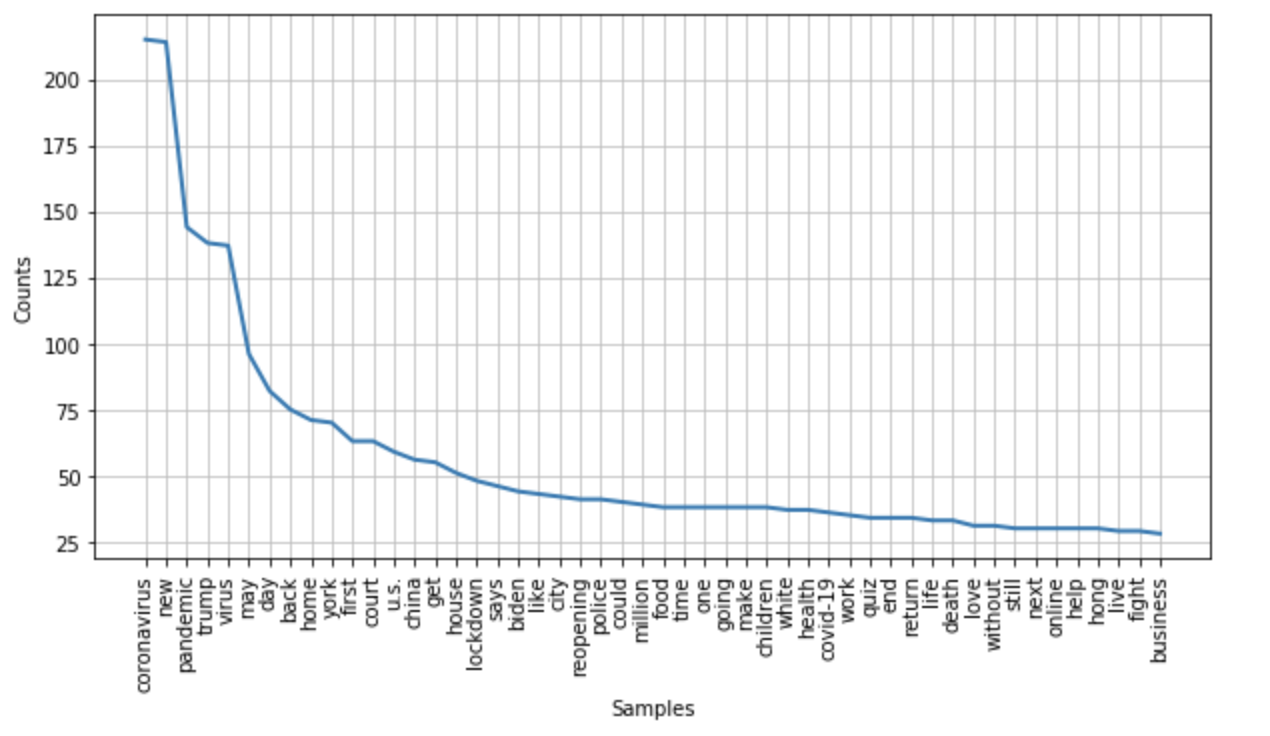 200
175
150
125
100
75
50
25
Counts
coronavirus
new
pandemic
trump
virus
may
day
back
home
york
first
court
u.s.
china
get
house
lockdown
says
biden
like
city
reopening
police
could
million
food
time
one
going
make
children
white
health
covid-19
work
quiz
end
return
life
death
love
without
still
next
online
help
hong
live
fight
business
Samples